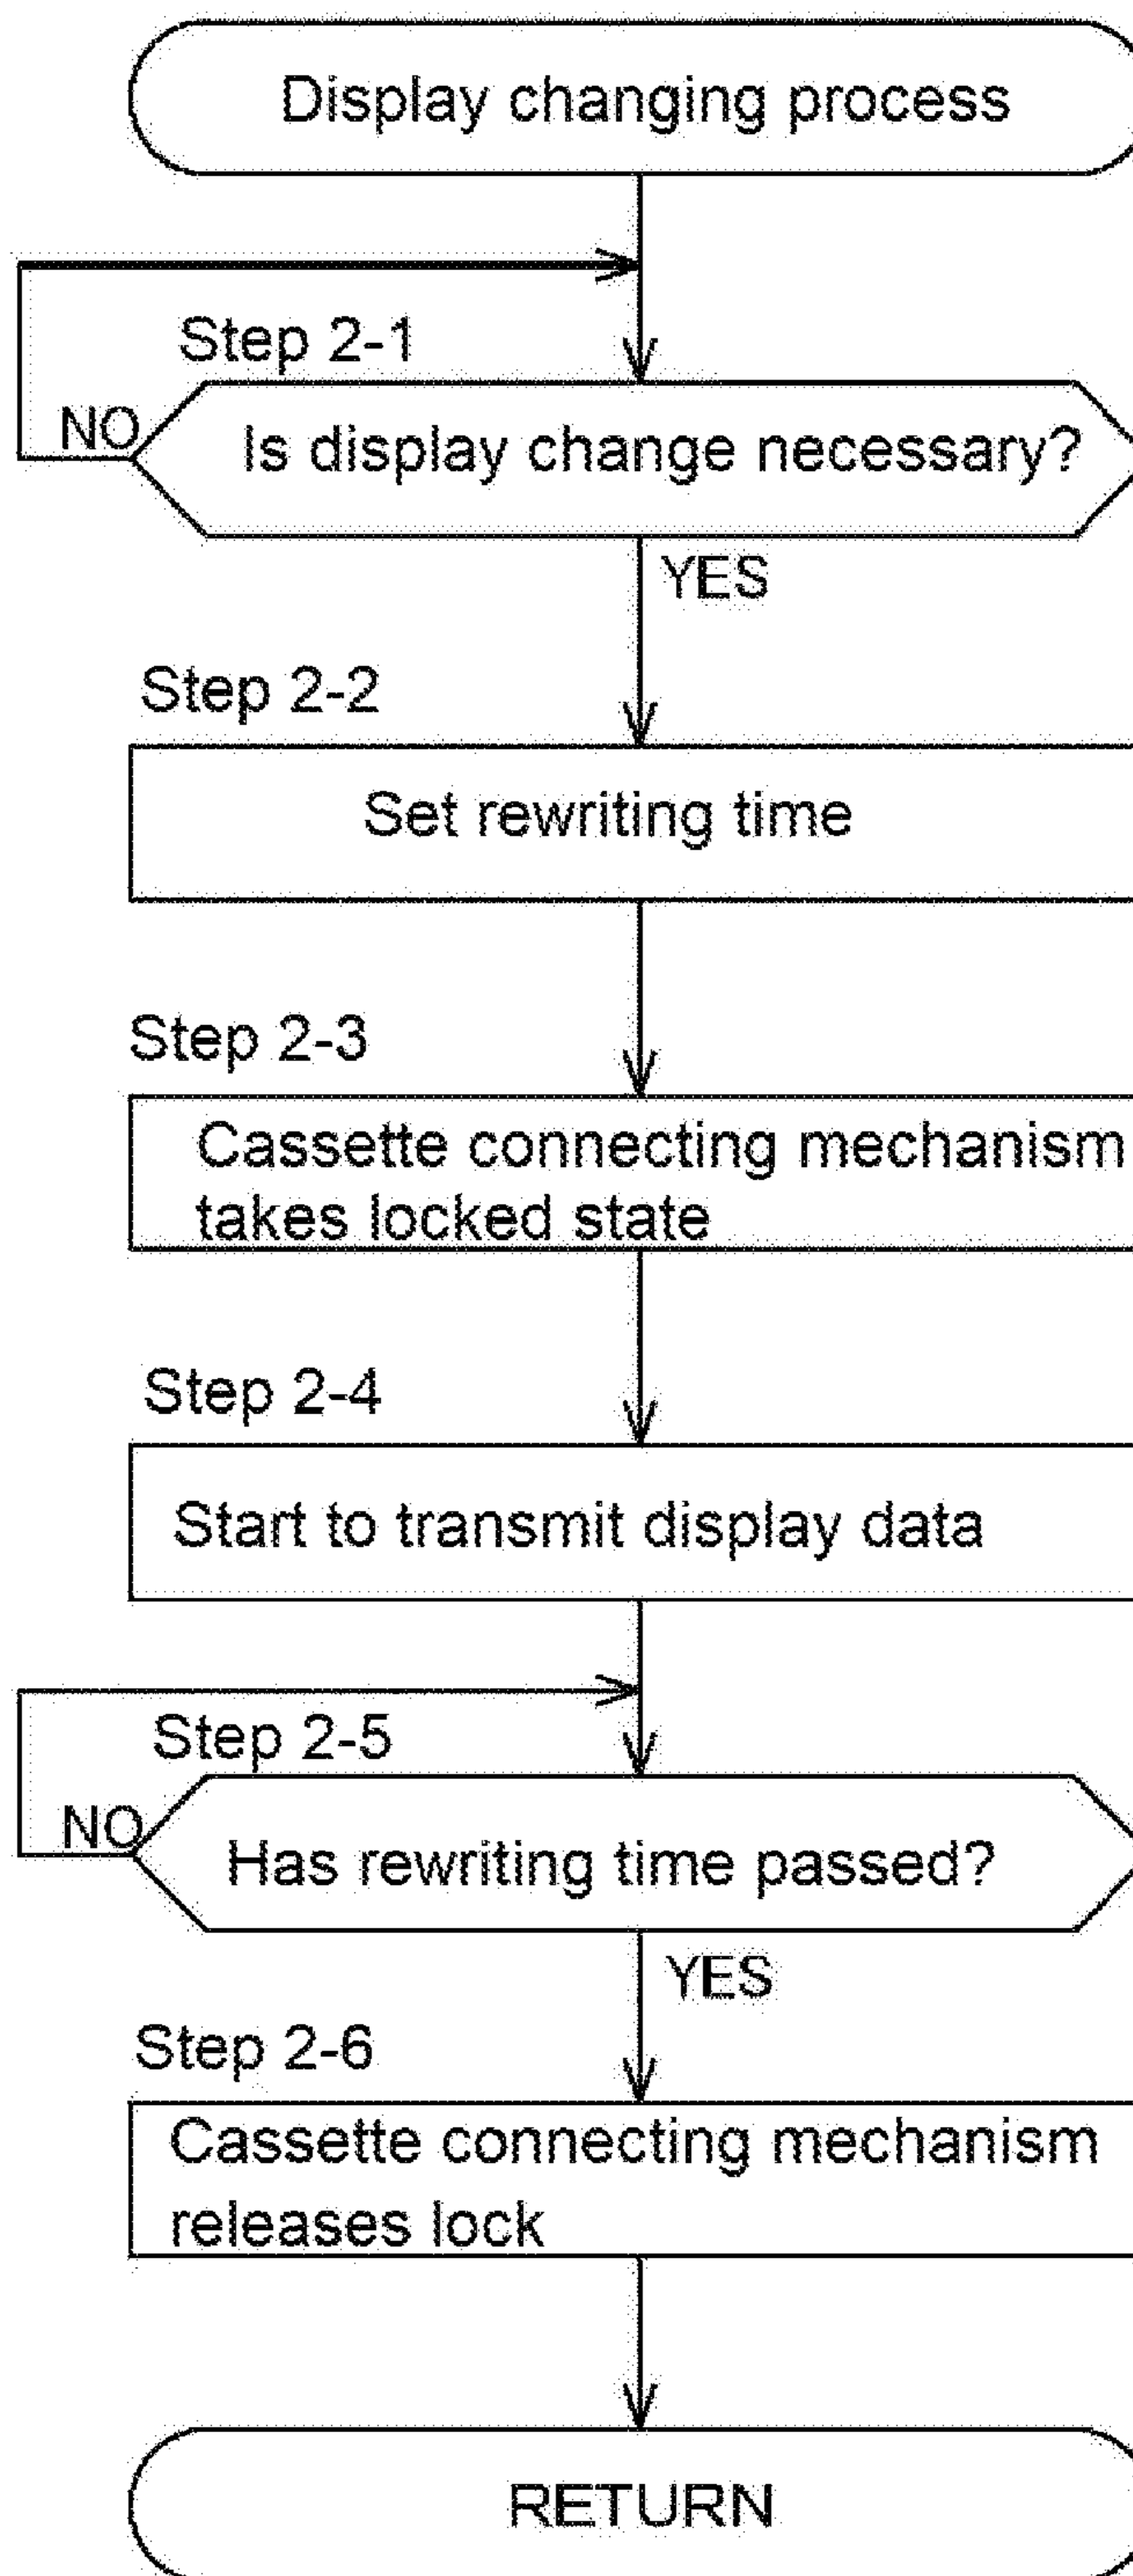 Display changing process
Step 2-1
NO
Is display change necessary?
YES
Step 2-2
Set rewriting time
Step 2-3
Cassette connecting mechanism
takes locked state
Step 2-4
Start to transmit display data
Step 2-5
NO
Has rewriting time passed?
YES
Step 2-6
Cassette connecting mechanism
releases lock
RETURN